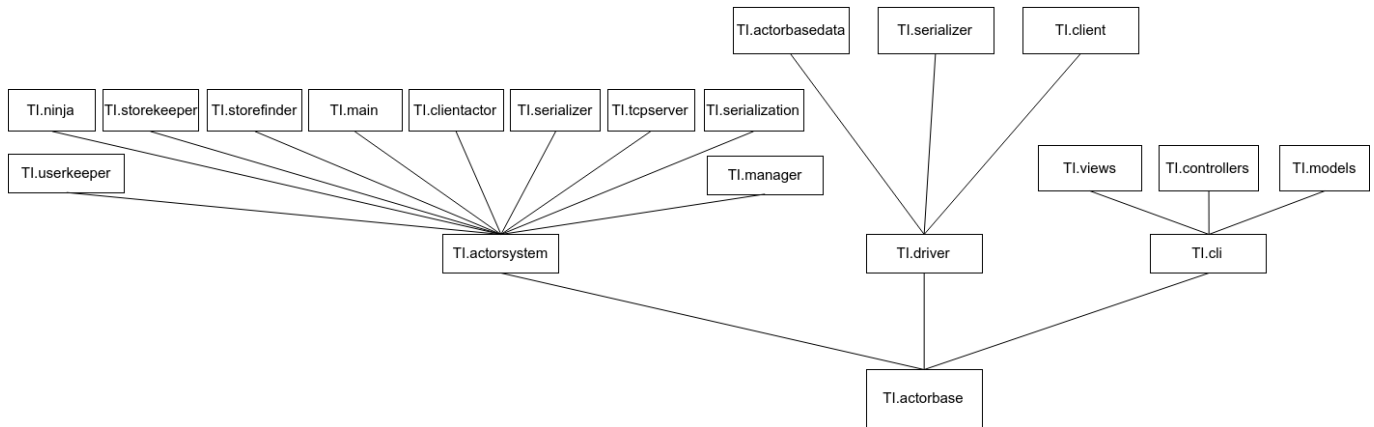 TI.actorbasedata
TI.serializer
TI.client
TI.ninja
TI.storekeeper
TI.storefinder
TI.main
TI.clientactor
TI.serializer
TI.tcpserver
TI.serialization
TI.userkeeper
TI.manager
TI.views
TI.controllers
TI.models
TI.actorsystem
TI.driver
TI.cli
TI.actorbase